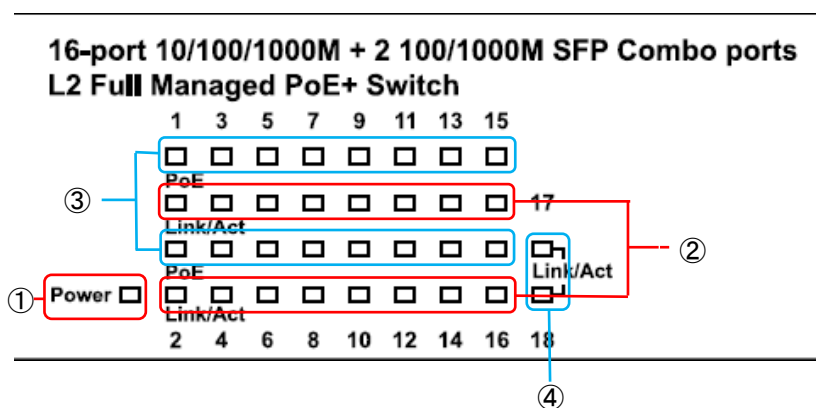 16-port 10/100/1000M + 2 100/1000M SFP Combo ports
L2 Full Managed PoE+ Switch
1 3 5 7 9 11 13 15
PoE
③
17
Link/Act
②
PoE
Link/Act
① Power
Link/Act
2 4 6 8 10 12 14 16 18
④